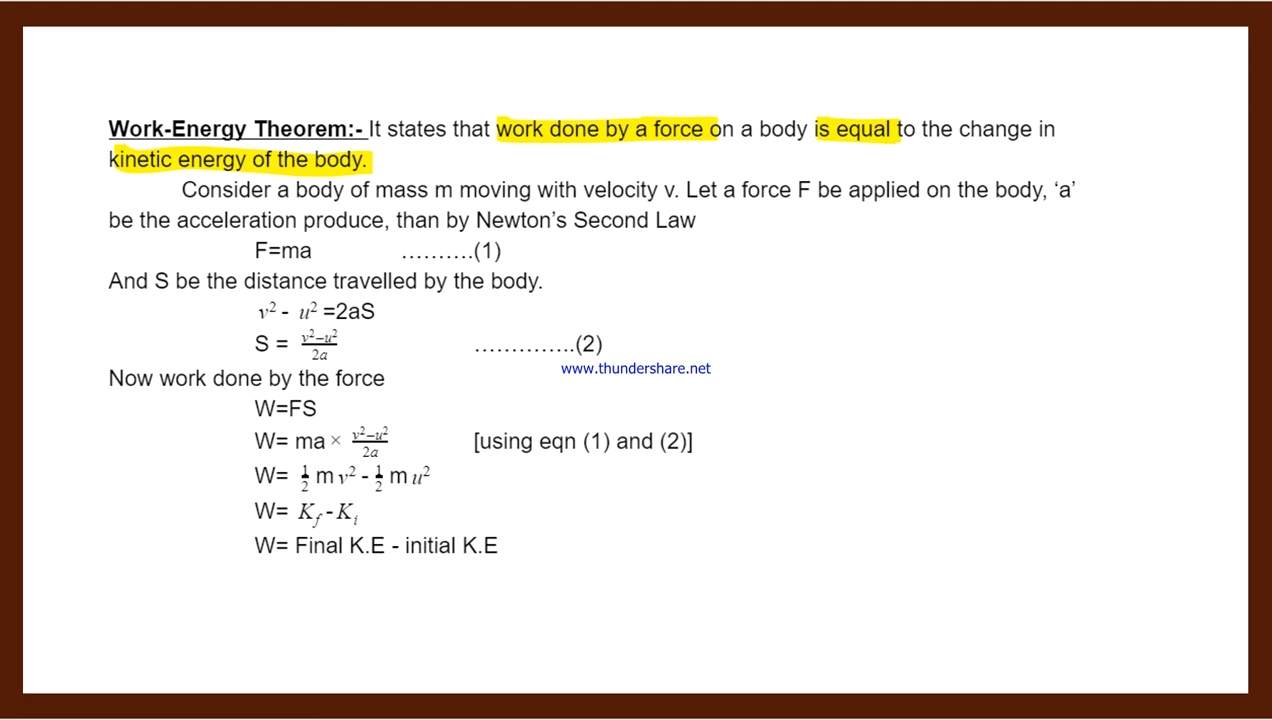 Work-Energy Theorem:- It states that work done by a force on a body is equal to the change in
kinetic energy of the body.
Consider a body of mass m moving with velocity v. Let a force F be applied on the body, ‘a’
be the acceleration produce, than by Newton’s Second Law
F=ma ……….(1)
And S be the distance travelled by the body.
v² - u² =2aS
S = (v²–u²)/2a …………..(2)
www.thundershare.net
Now work done by the force
W=FS
W= ma × (v²–u²)/2a [using eqn (1) and (2)]
W= ½ m v² - ½ m u²
W= K_f - K_i
W= Final K.E - initial K.E